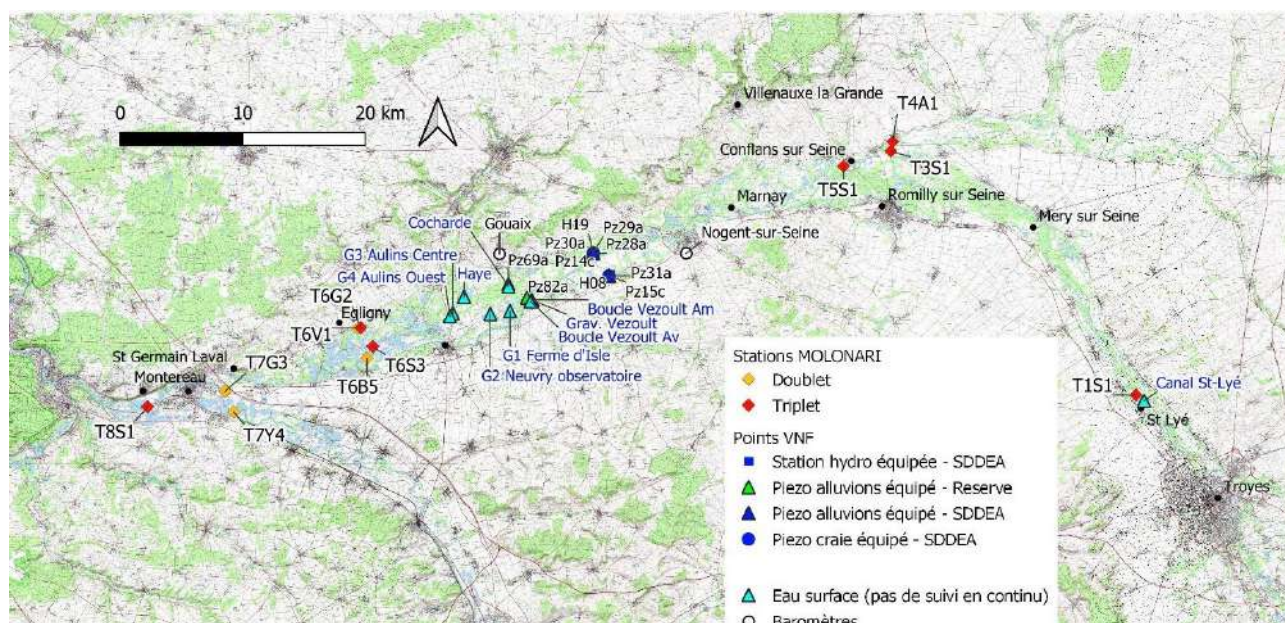 0 10 20 km
Villenauxe la Grande
T4A1
Conflans sur Seine
T3S1
T5S1
Romilly sur Seine
Marnay
Mery sur Seine
Cocharde
Gouaix
H19
Pz29a
Pz30a
Pz28a
Nogent-sur-Seine
G3 Aulins Centre
Pz69a
Pz14c
G4 Aulins Ouest
Haye
H08
Pz31a
Pz82a
Pz15c
T6G2
Egligny
Boucle Vezoult Am
Grav. Vezoult
T6V1
Boucle Vezoult Av
G1 Ferme d'Isle
St Germain Laval
T7G3
T6S3
G2 Neuvry observatoire
Montereau
T6B5
T8S1
T7Y4
T1S1
Canal St-Lyé
St Lyé
Troyes
Stations MOLONARI
Doublet
Triplet
Points VNF
Station hydro équipée - SDDEA
Piezo alluvions équipé - Reserve
Piezo alluvions équipé - SDDEA
Piezo craie équipé - SDDEA
Eau surface (pas de suivi en continu)
Baromètres